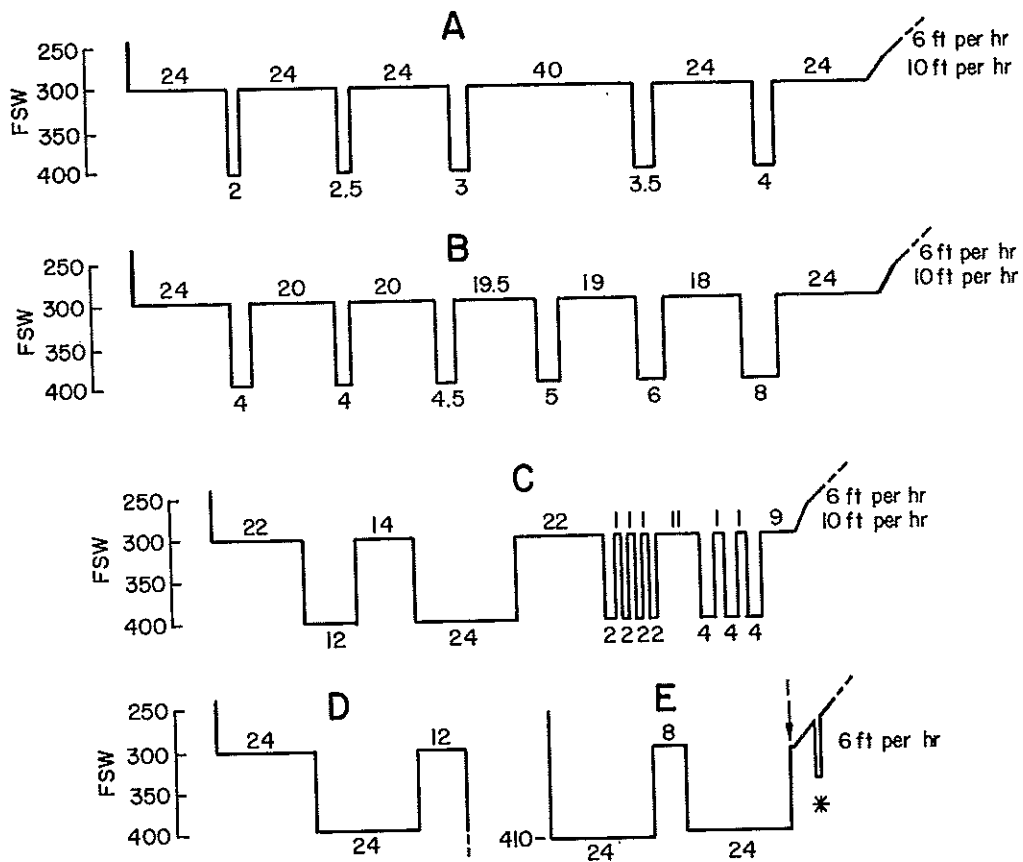 A
250
300
350
400
FSW
24 24 24 40 24 24
2 2.5 3 3.5 4
6 ft per hr
10 ft per hr
B
250
300
350
400
FSW
24 20 20 19.5 19 18 24
4 4 4.5 5 6 8
6 ft per hr
10 ft per hr
C
250
300
350
400
FSW
22 14 22 1 1 1 11 1 1 9
12 24 2 2 2 2 4 4 4
6 ft per hr
10 ft per hr
D
250
300
350
400
FSW
24 12
24
E
8
410
24 24
6 ft per hr
*